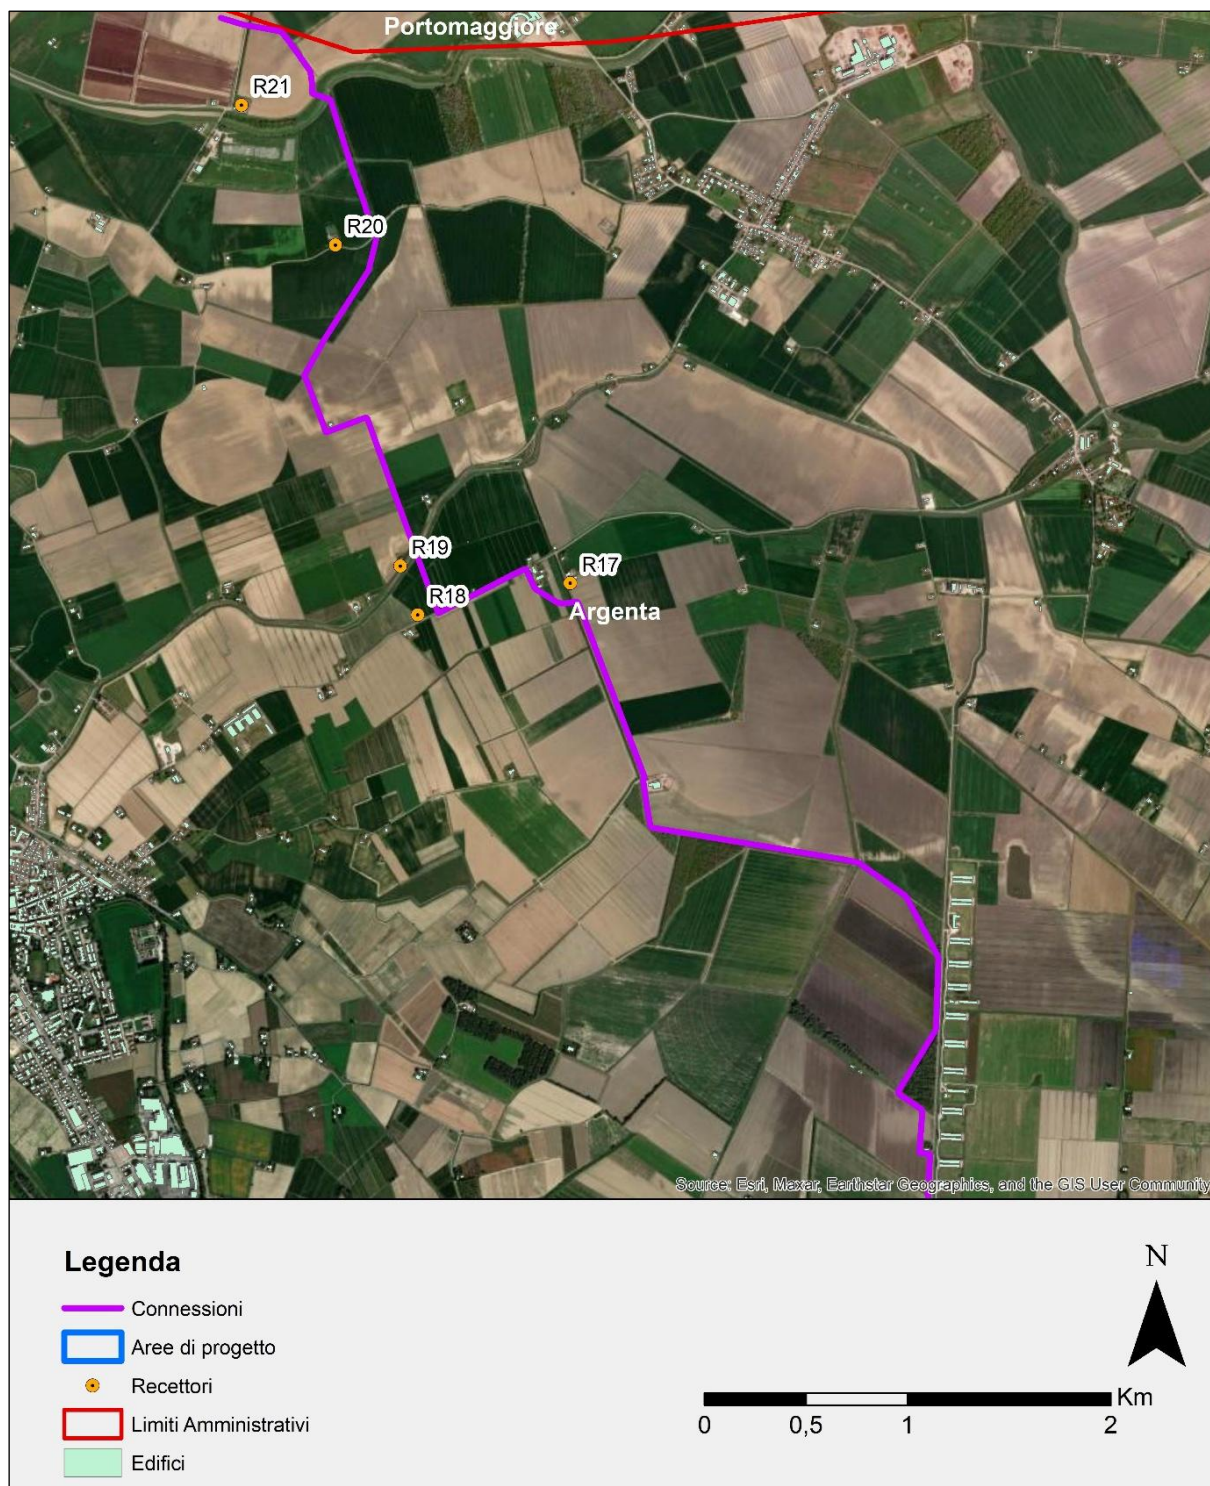 Portomaggiore
R21
R20
R19
R17
R18
Argenta
Source: Esri, Maxar, Earthstar Geographics, and the GIS User Community
Legenda
Connessioni
Aree di progetto
Recettori
Limiti Amministrativi
Edifici
N
Km
0 0,5 1 2